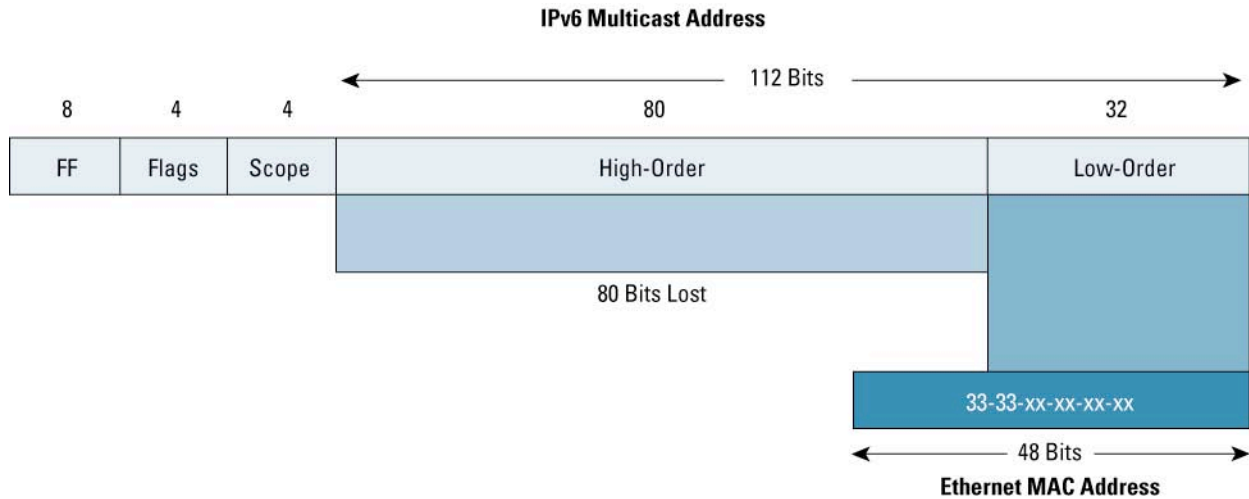 IPv6 Multicast Address
112 Bits
8 4 4 80 32
FF Flags Scope High-Order Low-Order
80 Bits Lost
33-33-xx-xx-xx-xx
48 Bits
Ethernet MAC Address